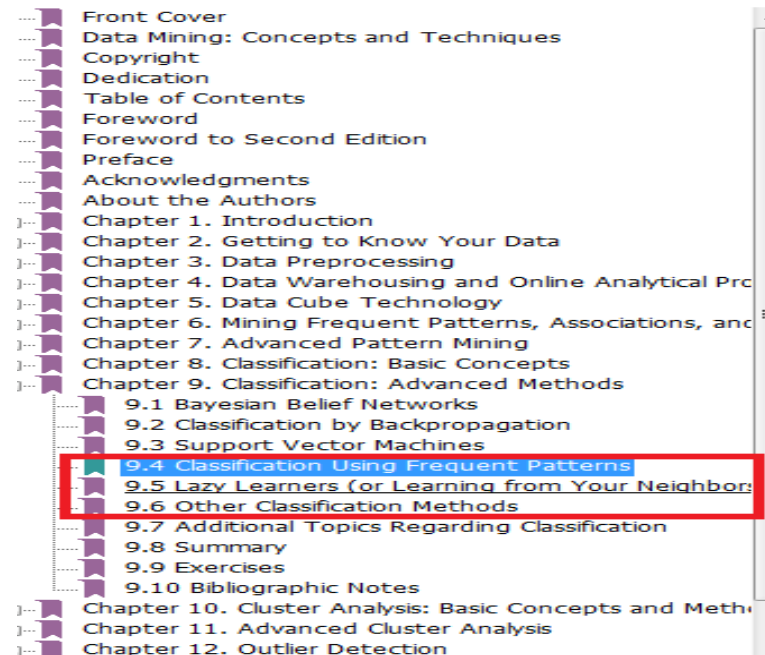 Front Cover
Data Mining: Concepts and Techniques
Copyright
Dedication
Table of Contents
Foreword
Foreword to Second Edition
Preface
Acknowledgments
About the Authors
Chapter 1. Introduction
Chapter 2. Getting to Know Your Data
Chapter 3. Data Preprocessing
Chapter 4. Data Warehousing and Online Analytical Prc
Chapter 5. Data Cube Technology
Chapter 6. Mining Frequent Patterns, Associations, and
Chapter 7. Advanced Pattern Mining
Chapter 8. Classification: Basic Concepts
Chapter 9. Classification: Advanced Methods
9.1 Bayesian Belief Networks
9.2 Classification by Backpropagation
9.3 Support Vector Machines
9.4 Classification Using Frequent Patterns
9.5 Lazy Learners (or Learning from Your Neighbors
9.6 Other Classification Methods
9.7 Additional Topics Regarding Classification
9.8 Summary
9.9 Exercises
9.10 Bibliographic Notes
Chapter 10. Cluster Analysis: Basic Concepts and Meth
Chapter 11. Advanced Cluster Analysis
Chapter 12. Outlier Detection